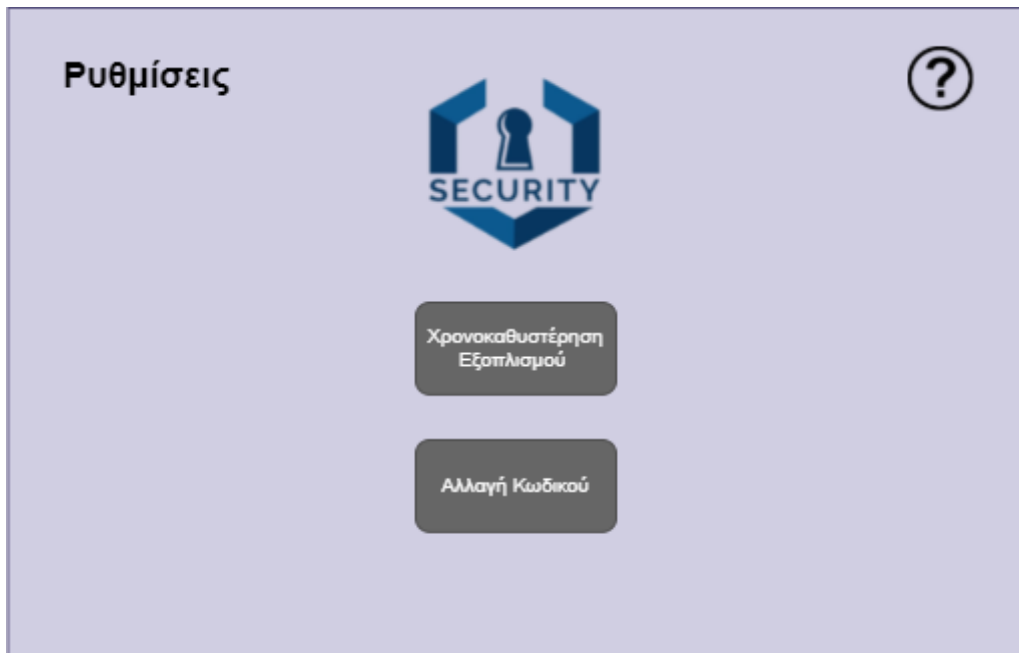 Ρυθμίσεις
?
SECURITY
Χρονοκαθυστέρηση
Εξοπλισμού
Αλλαγή Κωδικού